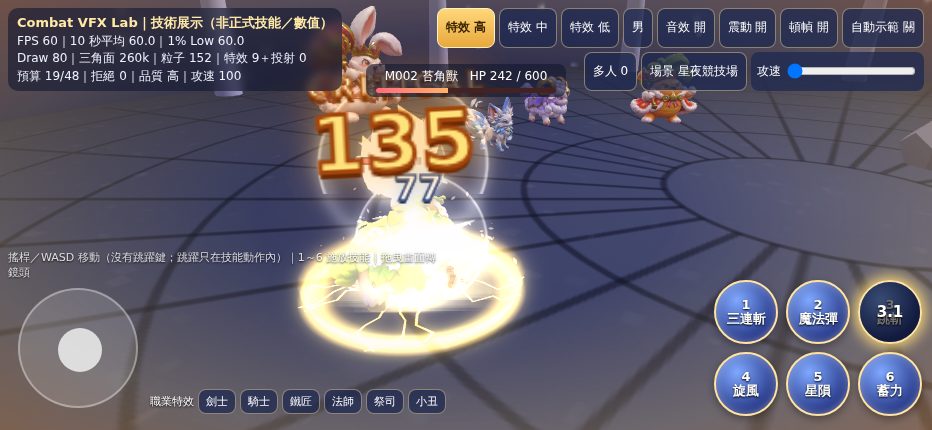 Combat VFX Lab｜技術展示（非正式技能／數值）
FPS 60｜10 秒平均 60.0｜1% Low 60.0
Draw 80｜三角面 260k｜粒子 152｜特效 9＋投射 0
預算 19/48｜拒絕 0｜品質 高｜攻速 100
特效 高
特效 中
特效 低
男
音效 開
震動 開
頓幀 開
自動示範 關
多人 0
場景 星夜競技場
攻速
M002 苔角獸 HP 242 / 600
135
77
搖桿／WASD 移動（沒有跳躍鍵；跳躍只在技能動作內）｜1～6 施放技能｜拖曳畫面轉
鏡頭
1
三連斬
2
魔法彈
3
3.1
4
旋風
5
星隕
6
蓄力
職業特效
劍士
騎士
鐵匠
法師
祭司
小丑